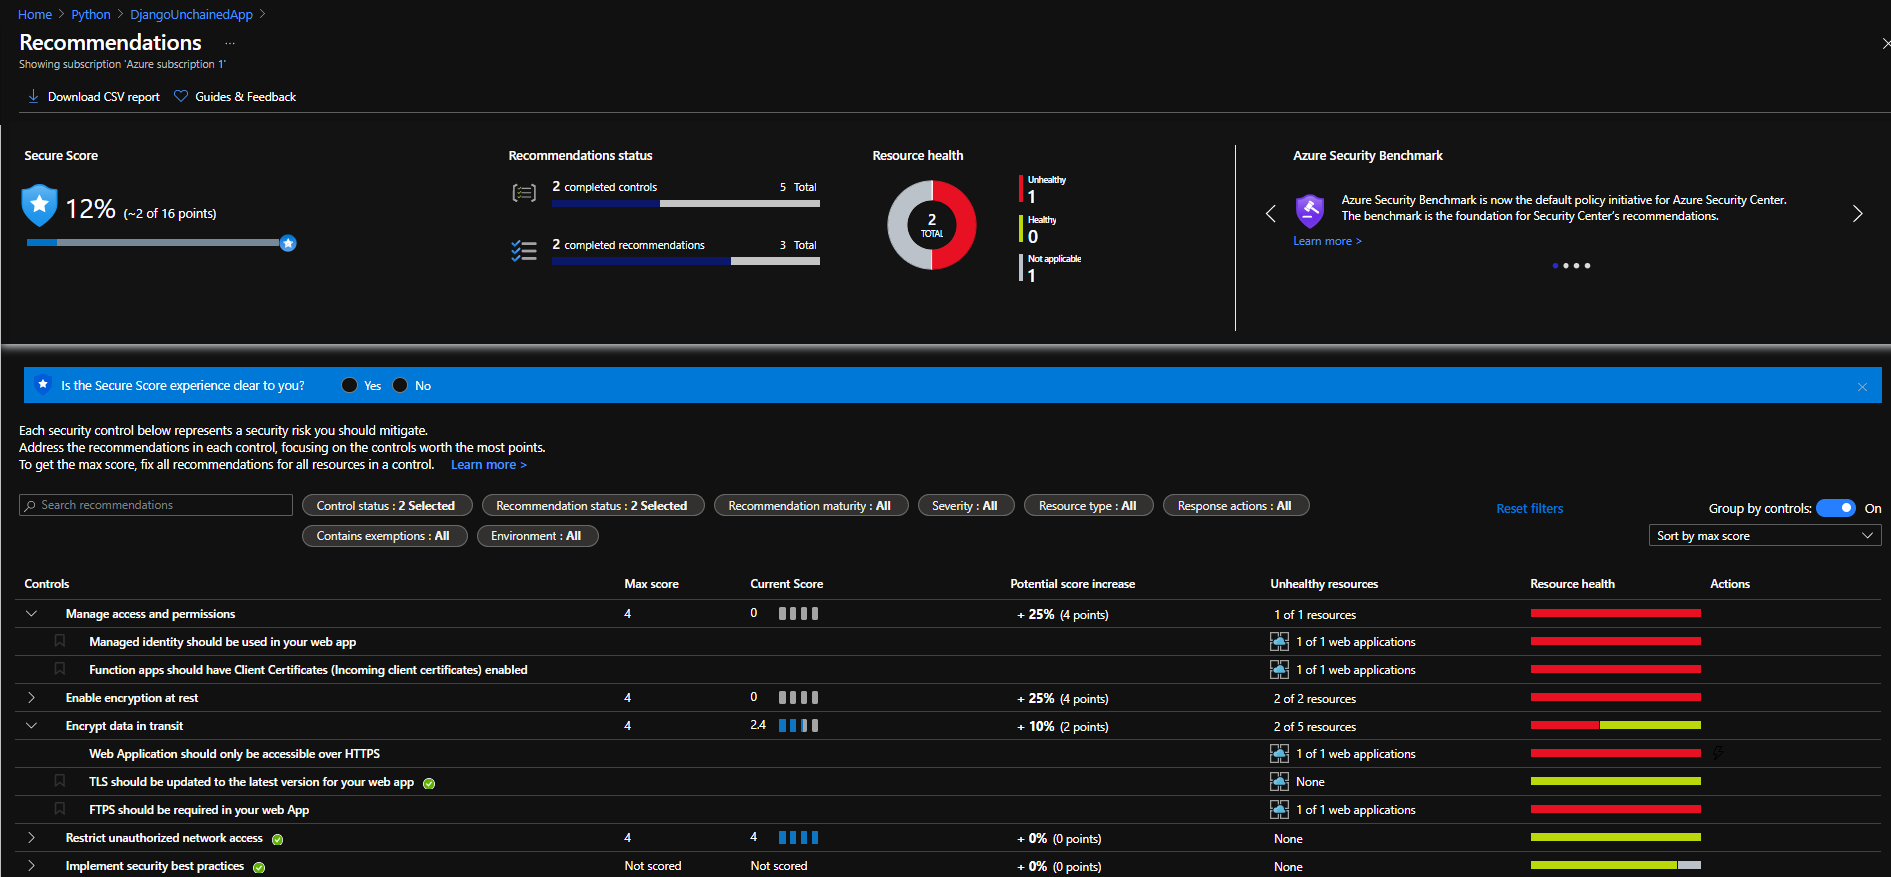 Home > Python > DjangoUnchainedApp >
Recommendations ...
Showing subscription 'Azure subscription 1'
Download CSV report Guides & Feedback
Secure Score
12% (~2 of 16 points)
Recommendations status
2 completed controls 5 Total
2 completed recommendations 3 Total
Resource health
2
TOTAL
Unhealthy
1
Healthy
0
Not applicable
1
Azure Security Benchmark
Azure Security Benchmark is now the default policy initiative for Azure Security Center.
The benchmark is the foundation for Security Center's recommendations.
Learn more >
Is the Secure Score experience clear to you? Yes No
Each security control below represents a security risk you should mitigate.
Address the recommendations in each control, focusing on the controls worth the most points.
To get the max score, fix all recommendations for all resources in a control. Learn more >
Search recommendations
Control status : 2 Selected Recommendation status : 2 Selected Recommendation maturity : All Severity : All Resource type : All Response actions : All
Contains exemptions : All Environment : All
Reset filters Group by controls: On
Sort by max score
Controls Max score Current Score Potential score increase Unhealthy resources Resource health Actions
Manage access and permissions 4 0 + 25% (4 points) 1 of 1 resources
Managed identity should be used in your web app 1 of 1 web applications
Function apps should have Client Certificates (Incoming client certificates) enabled 1 of 1 web applications
Enable encryption at rest 4 0 + 25% (4 points) 2 of 2 resources
Encrypt data in transit 4 2.4 + 10% (2 points) 2 of 5 resources
Web Application should only be accessible over HTTPS 1 of 1 web applications
TLS should be updated to the latest version for your web app None
FTPS should be required in your web App 1 of 1 web applications
Restrict unauthorized network access 4 4 + 0% (0 points) None
Implement security best practices Not scored Not scored + 0% (0 points) None